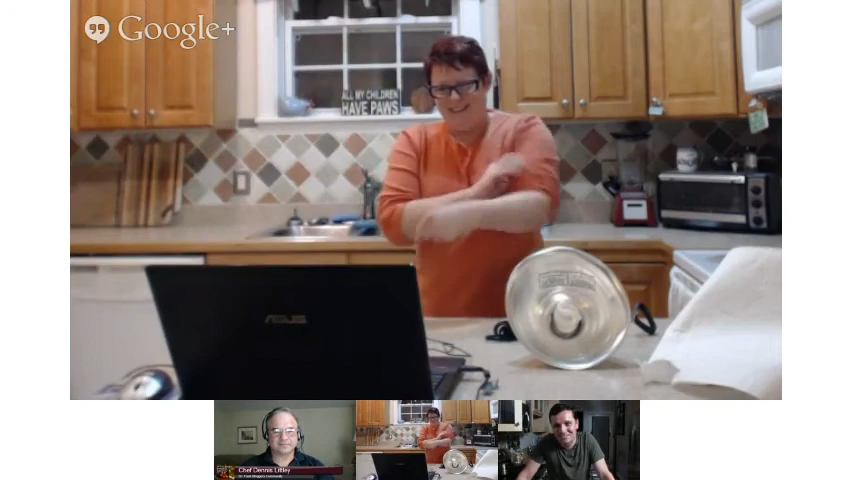 Google+
ALL MY CHILDREN
HAVE PAWS
ASUS
Chef Dennis Littley